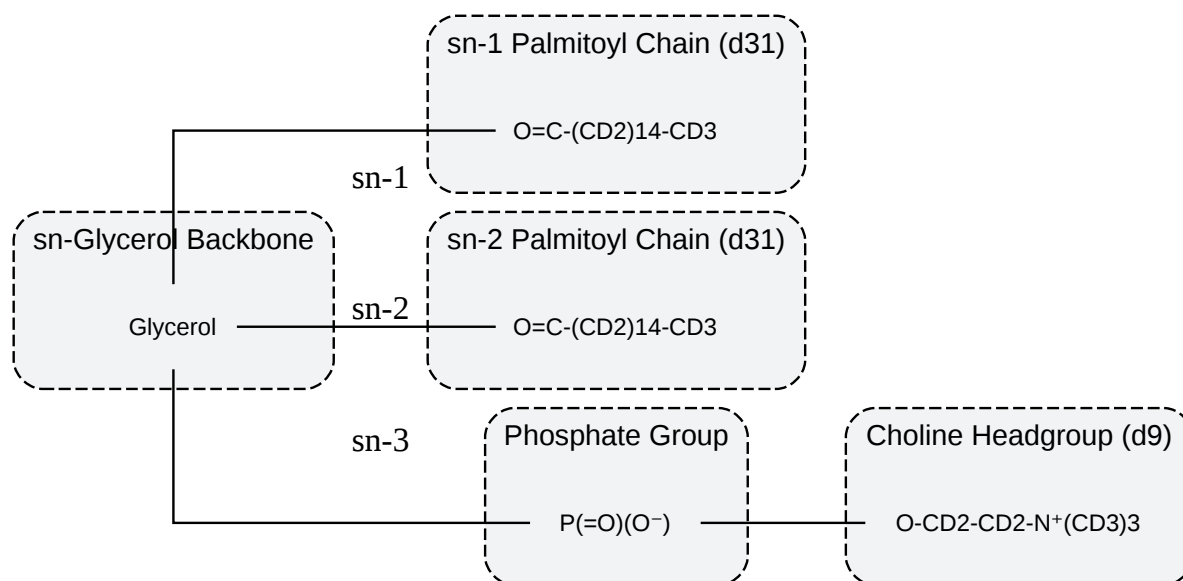 sn-1 Palmitoyl Chain (d31)
O=C-(CD2)14-CD3
sn-1
sn-Glycerol Backbone
Glycerol
sn-2
sn-2 Palmitoyl Chain (d31)
O=C-(CD2)14-CD3
sn-3
Phosphate Group
P(=O)(O⁻)
Choline Headgroup (d9)
O-CD2-CD2-N⁺(CD3)3